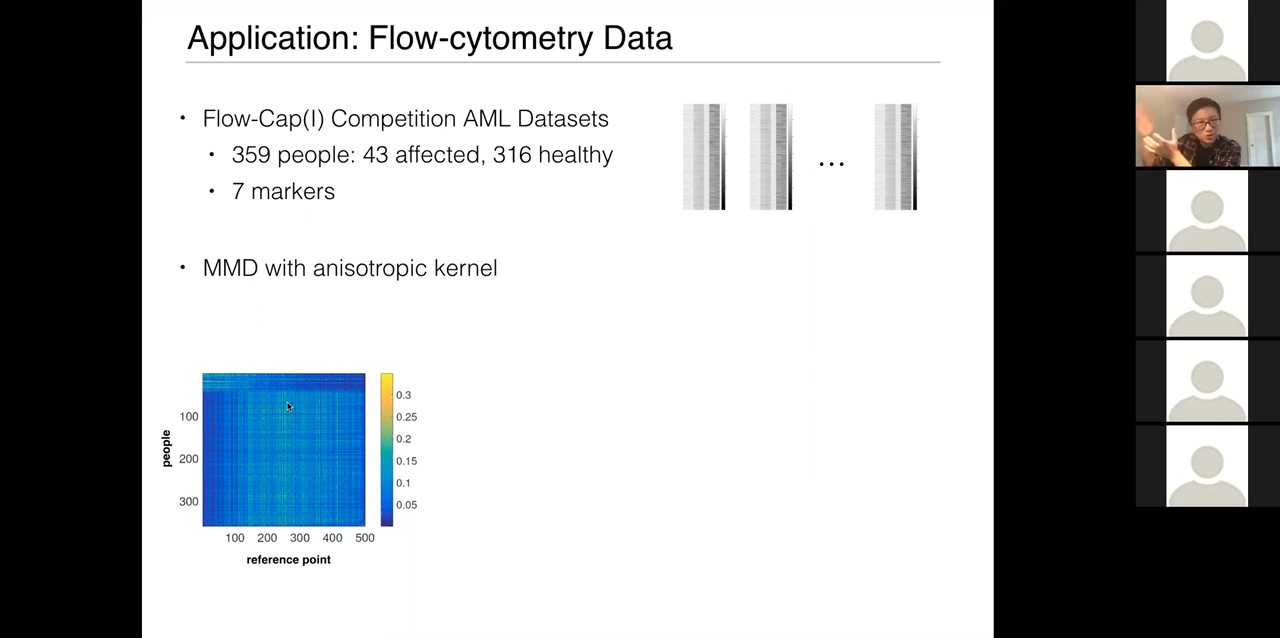 Application: Flow-cytometry Data
• Flow-Cap(I) Competition AML Datasets
• 359 people: 43 affected, 316 healthy
• 7 markers
...
• MMD with anisotropic kernel
people
100
200
300
100 200 300 400 500
reference point
0.3
0.25
0.2
0.15
0.1
0.05